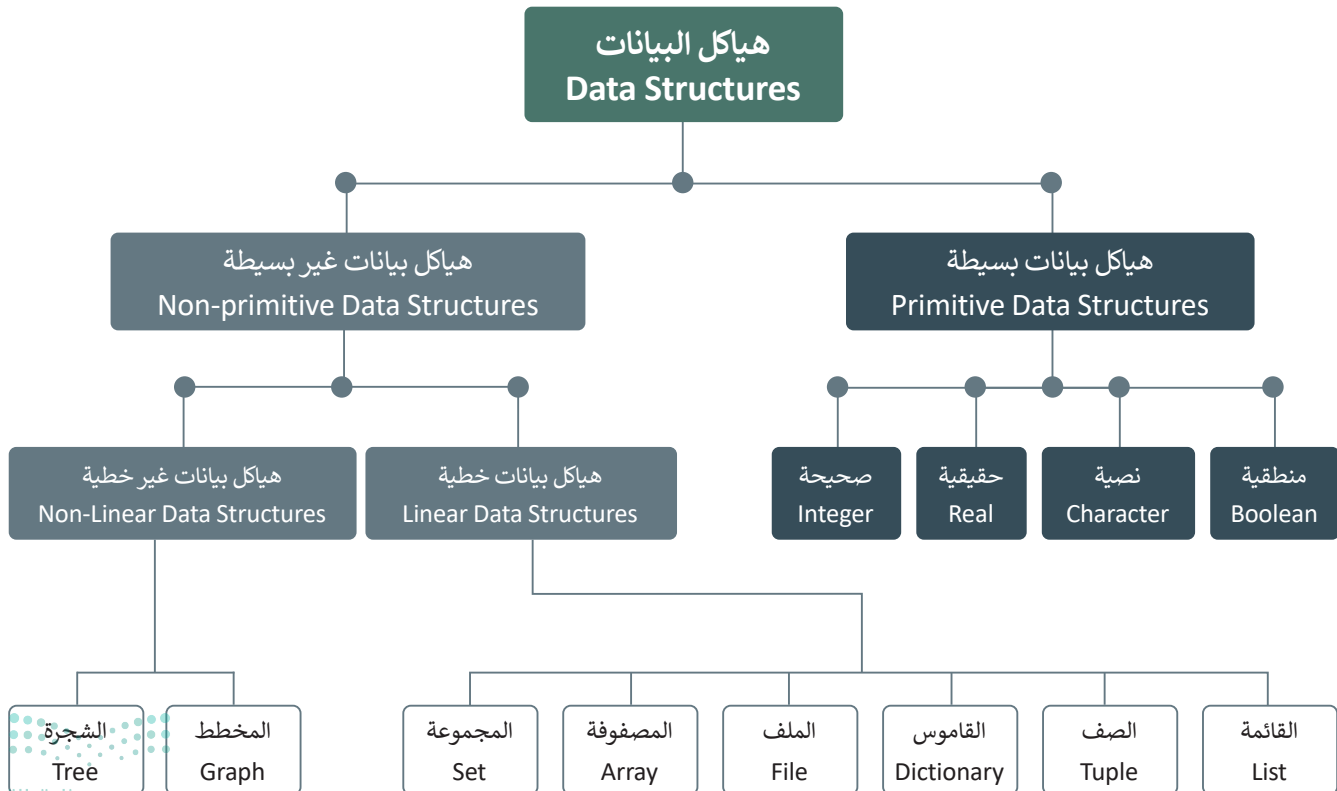 هياكل البيانات
Data Structures
هياكل بيانات بسيطة
Primitive Data Structures
هياكل بيانات غير بسيطة
Non-primitive Data Structures
منطقية
Boolean
نصية
Character
حقيقية
Real
صحيحة
Integer
هياكل بيانات خطية
Linear Data Structures
هياكل بيانات غير خطية
Non-Linear Data Structures
القائمة
List
الصف
Tuple
القاموس
Dictionary
الملف
File
المصفوفة
Array
المجموعة
Set
المخطط
Graph
الشجرة
Tree